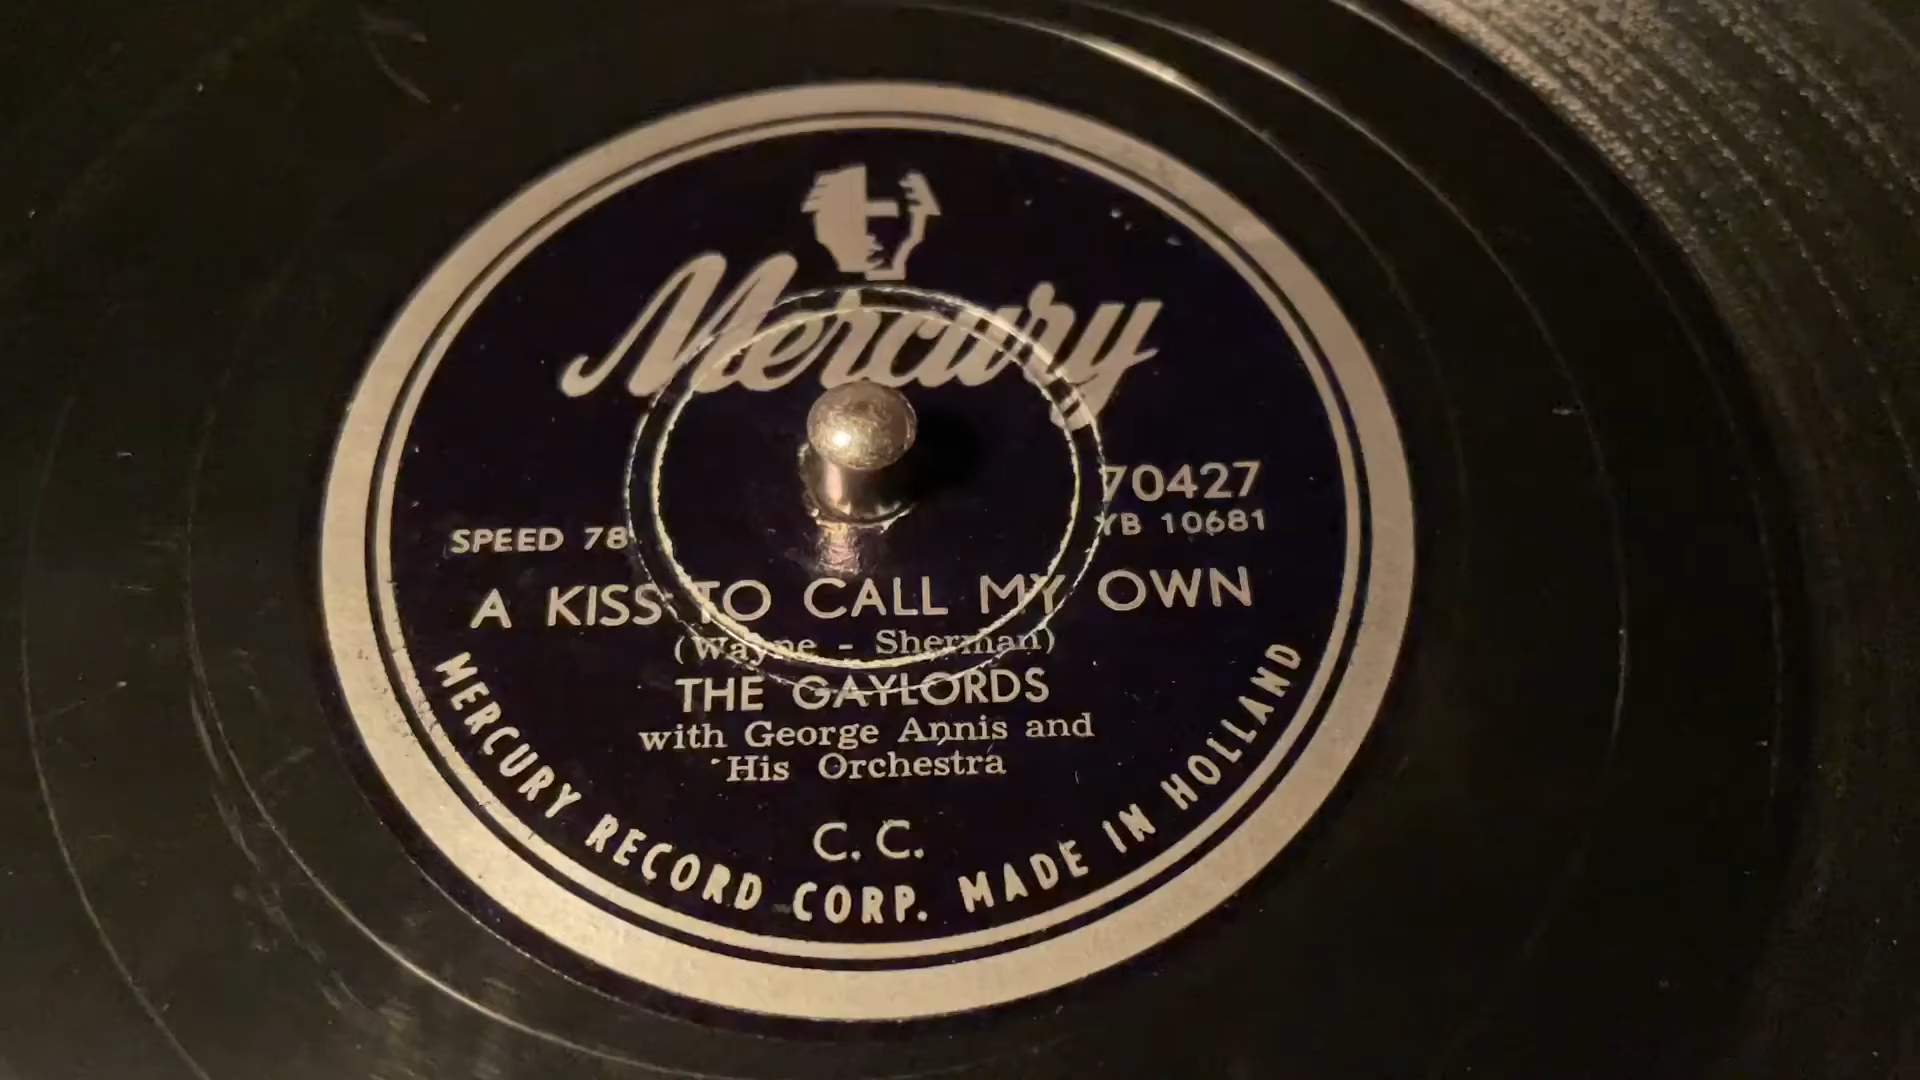 Mercury
70427
YB 10681
SPEED 78
A KISS TO CALL MY OWN
(Wayne - Sherman)
THE GAYLORDS
with George Annis and
His Orchestra
C. C.
MERCURY RECORD CORP. MADE IN HOLLAND